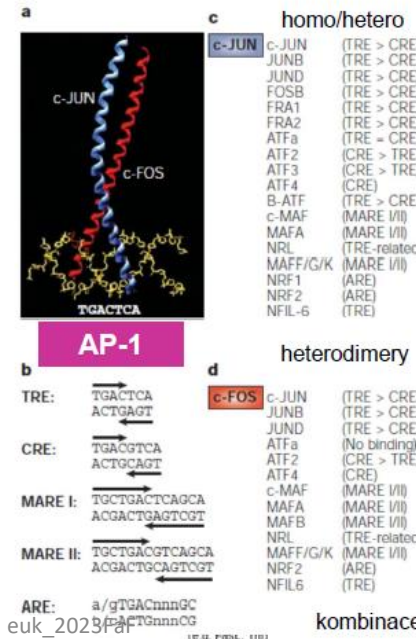 a
c-JUN
c-FOS
TGACTCA
AP-1
b
TRE:
TGACTCA
ACTGAGT
CRE:
TGACGTCA
ACTGCAGT
MARE I:
TGCTGACTCAGCA
ACGACTGAGTCGT
MARE II:
TGCTGACGTCAGCA
ACGACTGCAGTCGT
ARE:
a/gTGACnnnGC
ACTGnnnCG
euk_2023FaF
c
homo/hetero
c-JUN
c-JUN (TRE > CRE
JUNB (TRE > CRE
JUND (TRE > CRE
FOSB (TRE > CRE
FRA1 (TRE > CRE
FRA2 (TRE > CRE
ATFa (TRE = CRE
ATF2 (CRE > TRE
ATF3 (CRE > TRE
ATF4 (CRE)
B-ATF (TRE > CRE
c-MAF (MARE I/II)
MAFA (MARE I/II)
NRL (TRE-related
MAFF/G/K (MARE I/II)
NRF1 (ARE)
NRF2 (ARE)
NFIL-6 (TRE)
heterodimery
d
c-FOS
c-JUN (TRE > CRE
JUNB (TRE > CRE
JUND (TRE > CRE
ATFa (No binding)
ATF2 (CRE > TRE
ATF4 (CRE)
c-MAF (MARE I/II)
MAFA (MARE I/II)
MAFB (MARE I/II)
NRL (TRE-related
MAFF/G/K (MARE I/II)
NRF2 (ARE)
NFIL6 (TRE)
kombinace